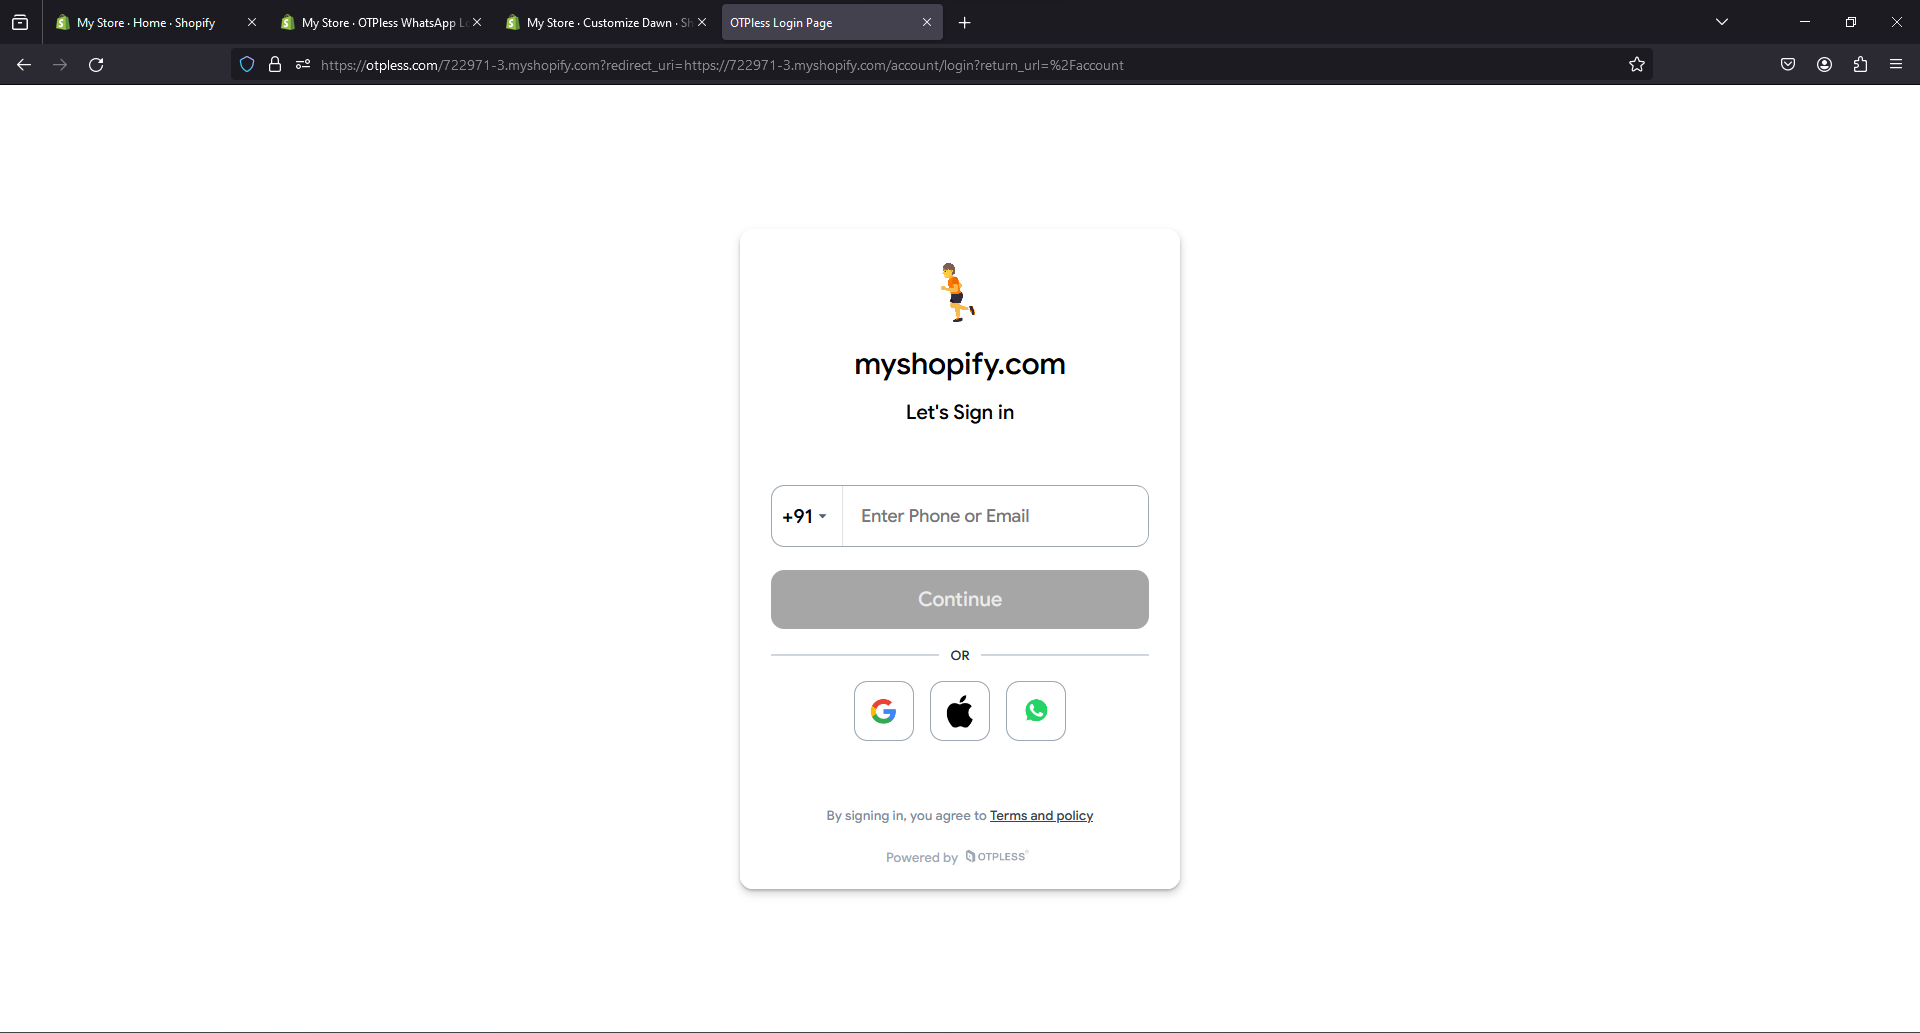 My Store · Home · Shopify
My Store · OTPless WhatsApp L
My Store · Customize Dawn · Sh
OTPless Login Page
https://otpless.com/722971-3.myshopify.com?redirect_uri=https://722971-3.myshopify.com/account/login?return_url=%2Faccount
myshopify.com
Let's Sign in
+91
Enter Phone or Email
Continue
OR
By signing in, you agree to Terms and policy
Powered by OTPLESS